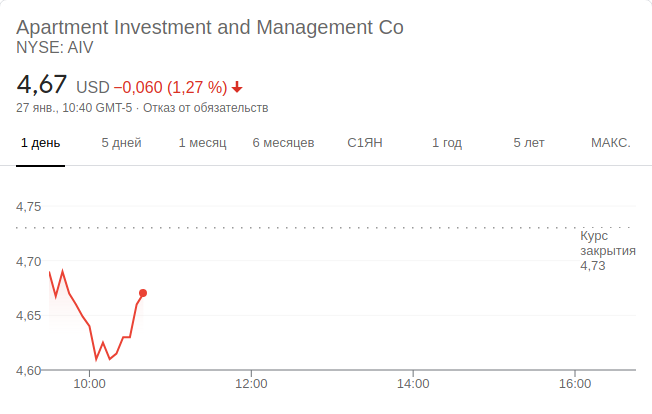 Apartment Investment and Management Co
NYSE: AIV
4,67 USD −0,060 (1,27 %)
27 янв., 10:40 GMT-5 · Отказ от обязательств
1 день 5 дней 1 месяц 6 месяцев С1ЯН 1 год 5 лет МАКС.
4,75
Курс
закрытия
4,73
4,70
4,65
4,60
10:00 12:00 14:00 16:00